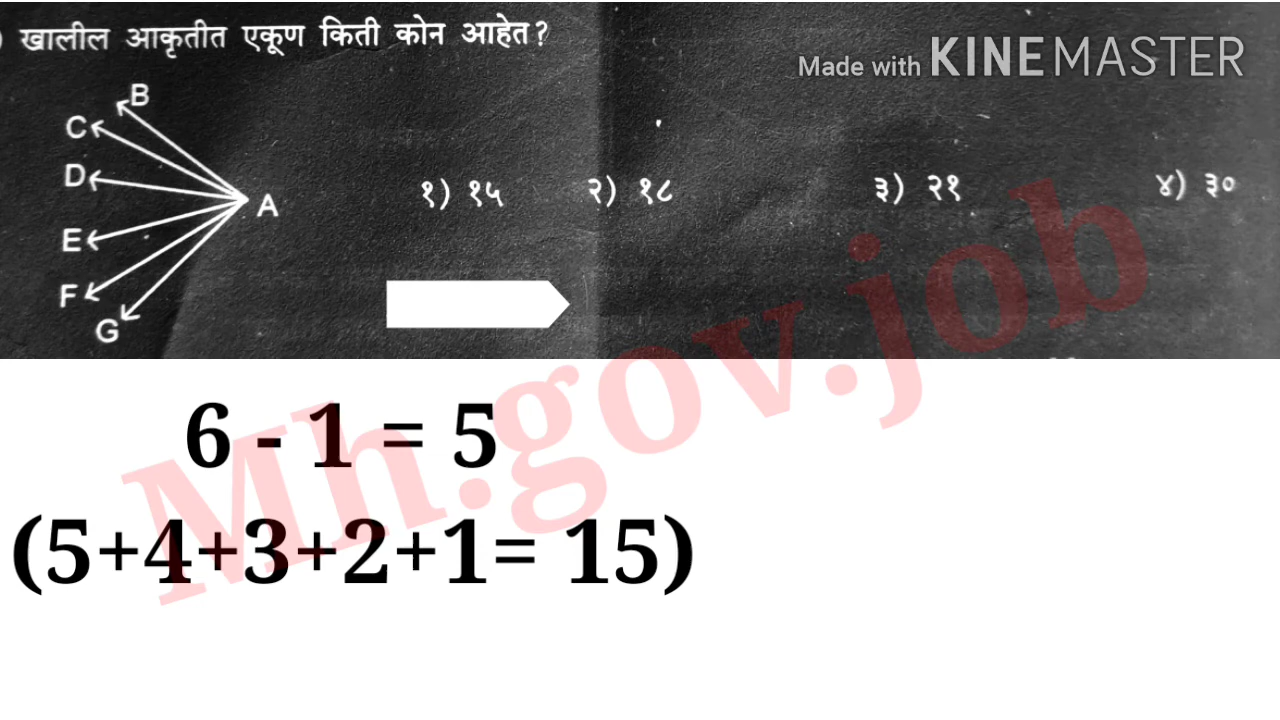 ) खालील आकृतीत एकूण किती कोन आहेत?
Made with KINEMASTER
B
C
D
A
E
F
G
१) १५ २) १८ ३) २१ ४) ३०
Mh.gov.job
6 - 1 = 5
(5+4+3+2+1= 15)